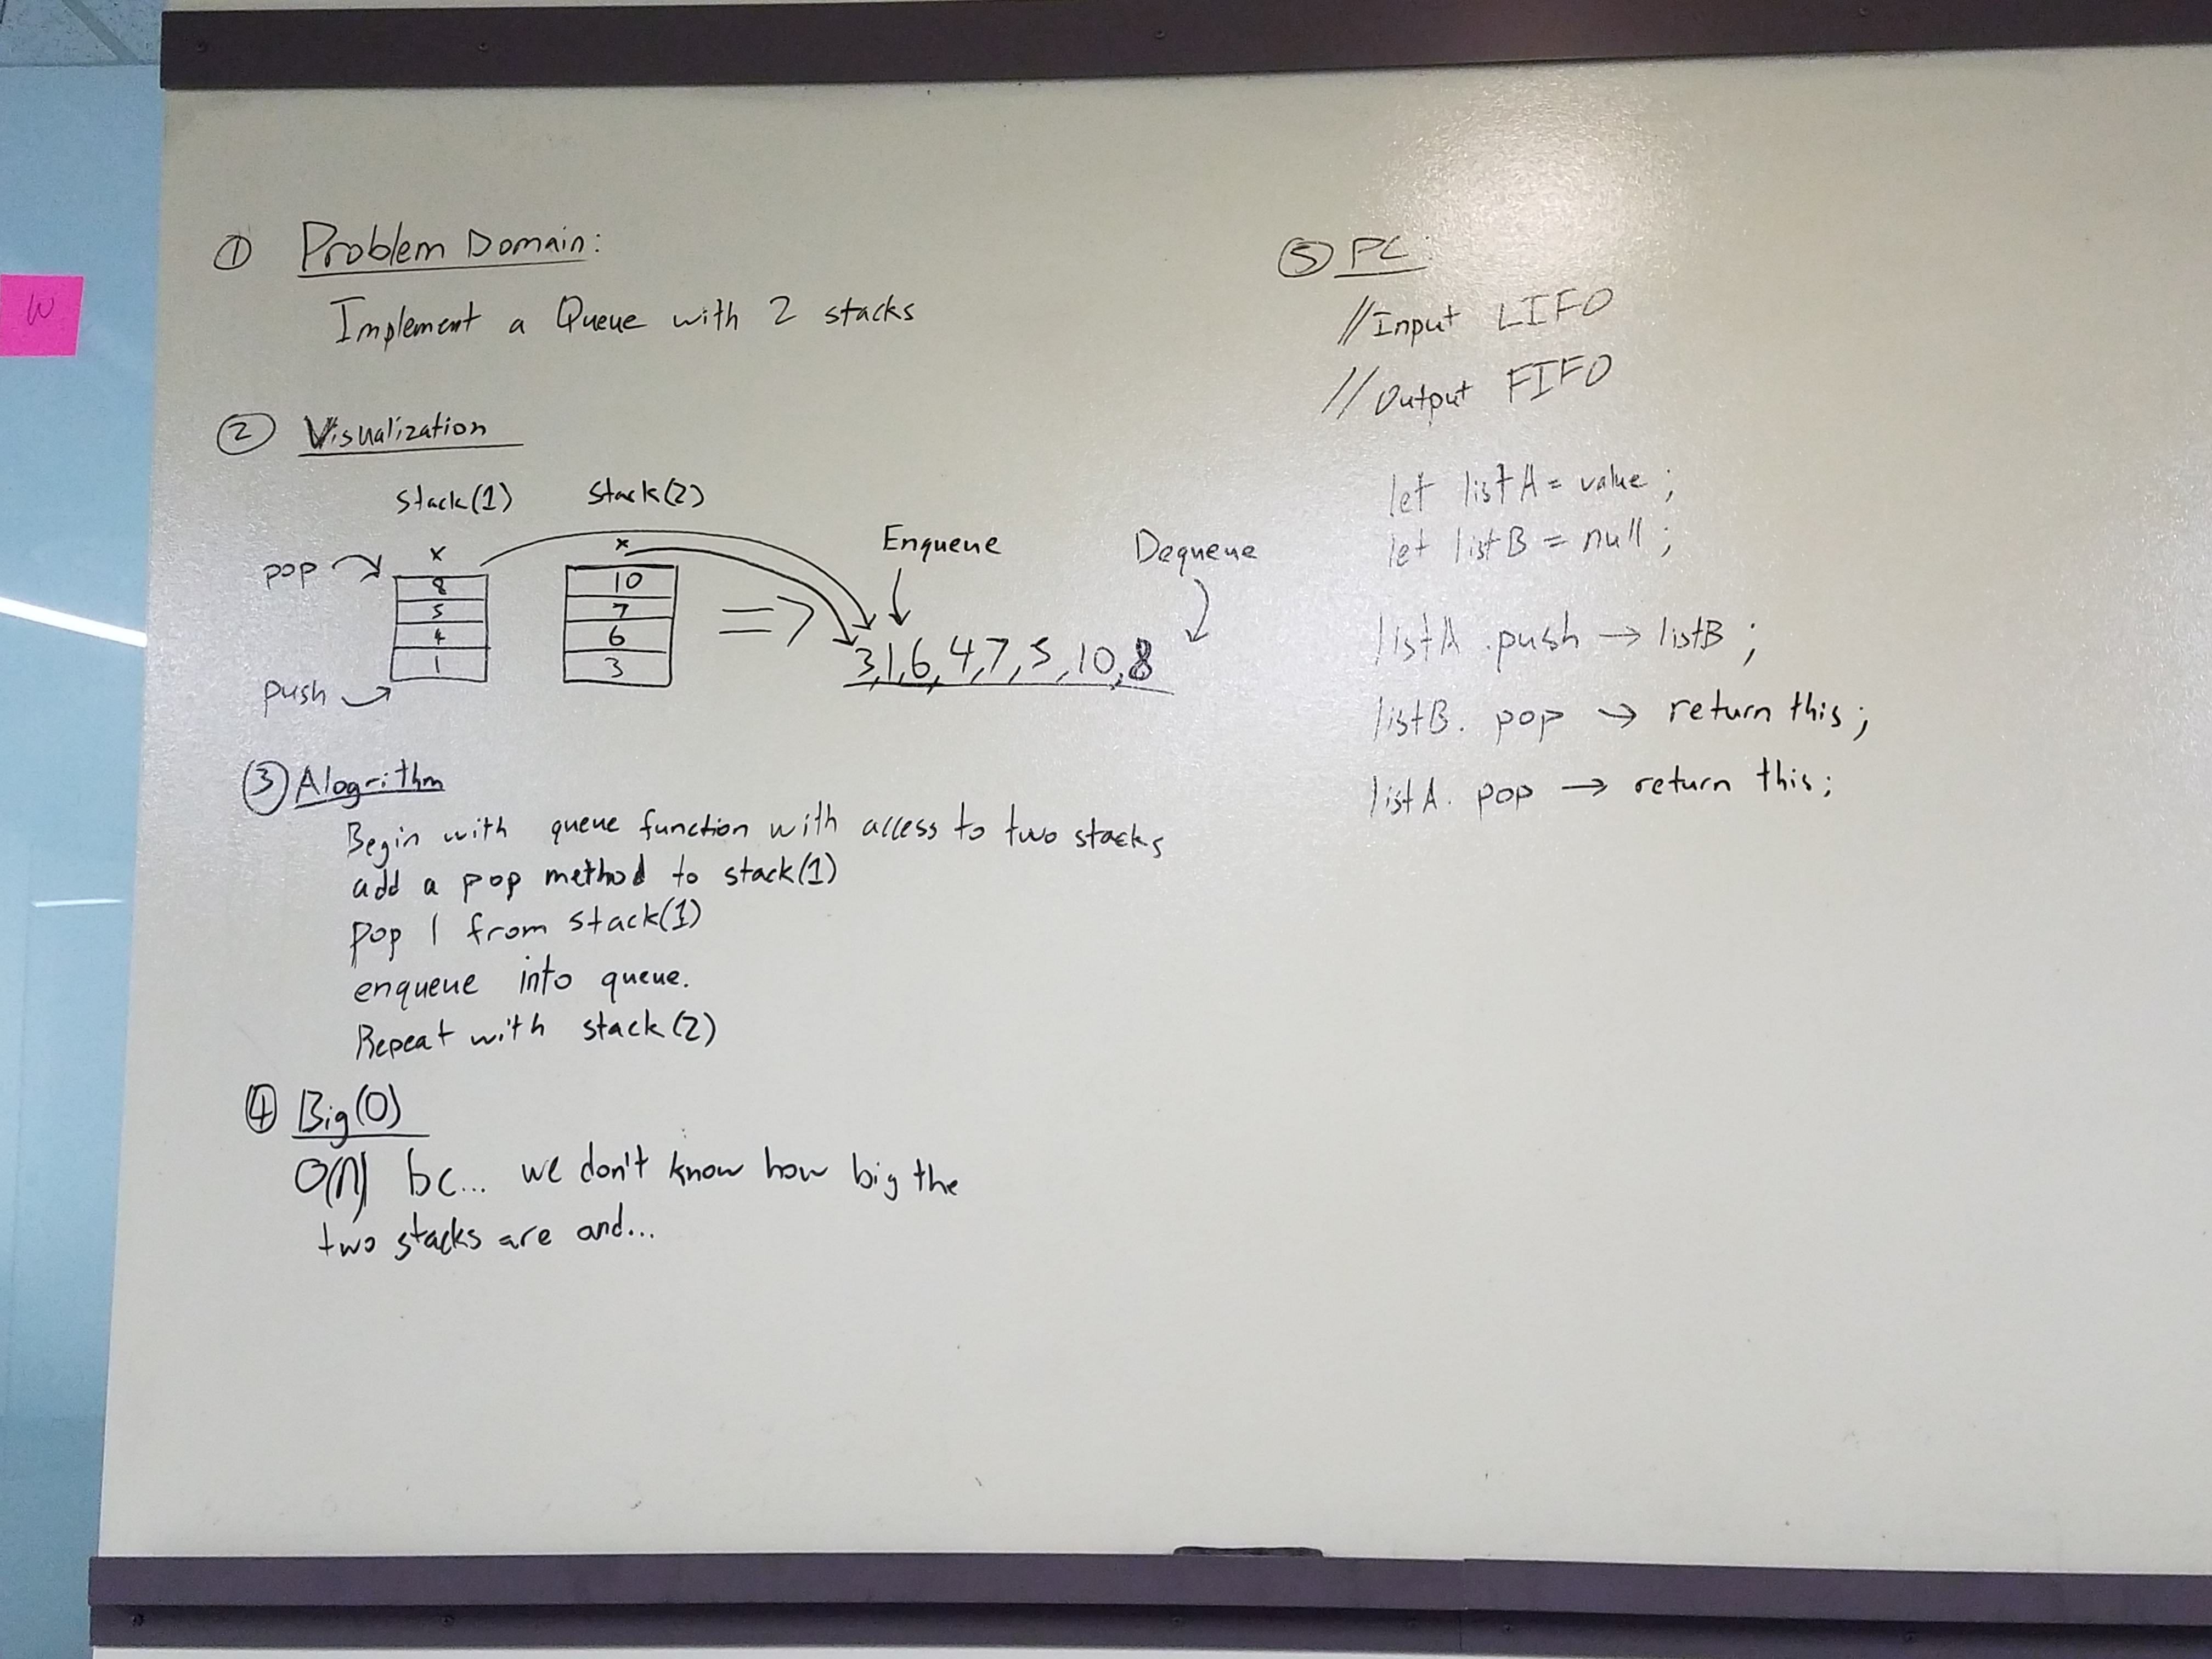 W
① Problem Domain:
Implement a Queue with 2 stacks
② Visualization
stack(1) stack(2)
Enqueue Dequeue
pop x x
8 10
5 7
4 6
1 3
=> 3,1,6,4,7,5,10,8
push
③ Alogrithm
Begin with queue function with access to two stacks
add a pop method to stack(1)
pop 1 from stack(1)
enqueue into queue.
Repeat with stack(2)
④ Big(O)
O(n) bc... we don't know how big the
two stacks are and...
⑤ PC:
//Input LIFO
//Output FIFO
let listA = value;
let listB = null;
listA.push → listB;
listB. pop → return this;
listA. pop → return this;